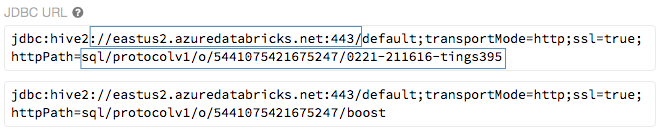 JDBC URL
jdbc:hive2://eastus2.azuredatabricks.net:443/default;transportMode=http;ssl=true;
httpPath=sql/protocolv1/o/5441075421675247/0221-211616-tings395
jdbc:hive2://eastus2.azuredatabricks.net:443/default;transportMode=http;ssl=true;
httpPath=sql/protocolv1/o/5441075421675247/boost